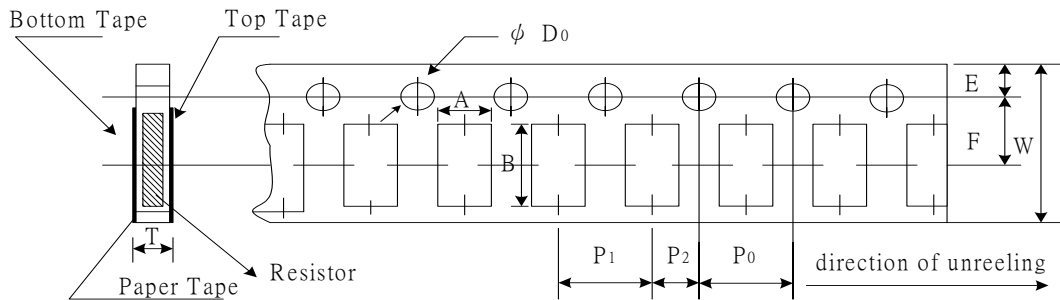 Bottom Tape
Top Tape
ϕ D0
A
B
E
F
W
T
P1
P2
P0
Resistor
Paper Tape
direction of unreeling